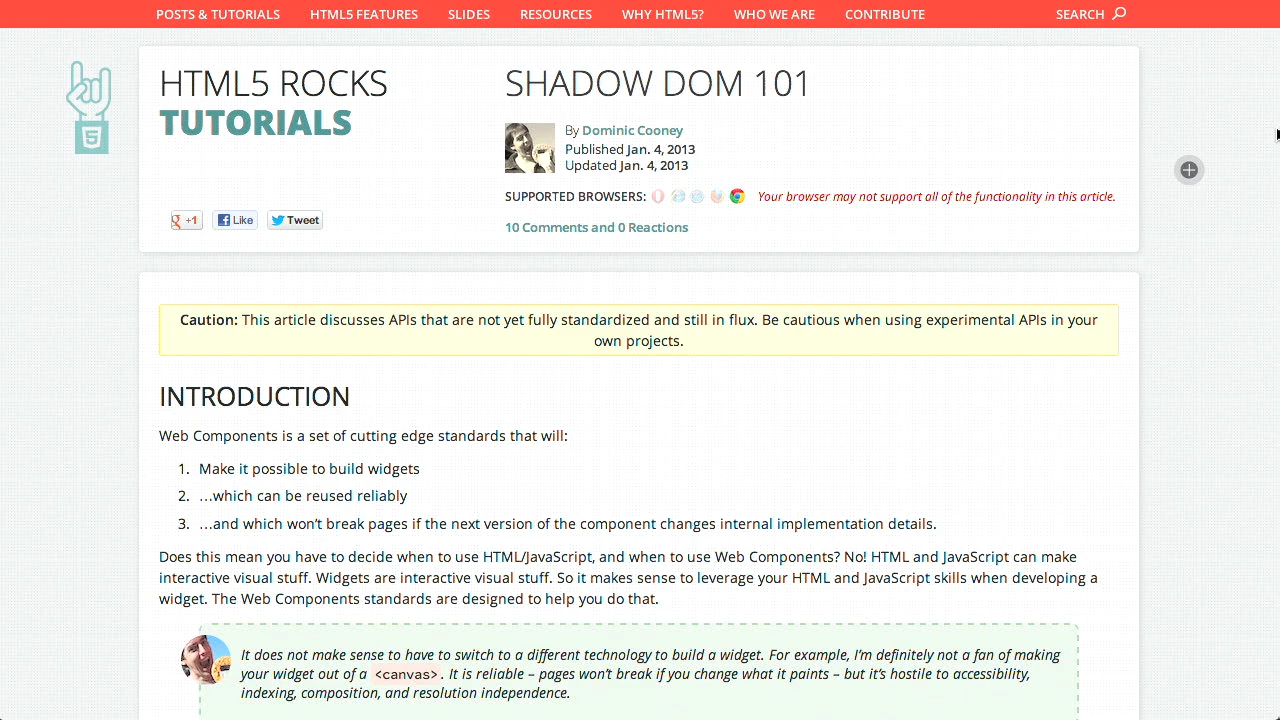 POSTS & TUTORIALS HTML5 FEATURES SLIDES RESOURCES WHY HTML5? WHO WE ARE CONTRIBUTE SEARCH
HTML5 ROCKS
TUTORIALS
+1 Like Tweet
SHADOW DOM 101
By Dominic Cooney
Published Jan. 4, 2013
Updated Jan. 4, 2013
SUPPORTED BROWSERS: Your browser may not support all of the functionality in this article.
10 Comments and 0 Reactions
Caution: This article discusses APIs that are not yet fully standardized and still in flux. Be cautious when using experimental APIs in your
own projects.
INTRODUCTION
Web Components is a set of cutting edge standards that will:
1. Make it possible to build widgets
2. …which can be reused reliably
3. …and which won’t break pages if the next version of the component changes internal implementation details.
Does this mean you have to decide when to use HTML/JavaScript, and when to use Web Components? No! HTML and JavaScript can make
interactive visual stuff. Widgets are interactive visual stuff. So it makes sense to leverage your HTML and JavaScript skills when developing a
widget. The Web Components standards are designed to help you do that.
It does not make sense to have to switch to a different technology to build a widget. For example, I’m definitely not a fan of making
your widget out of a <canvas>. It is reliable – pages won’t break if you change what it paints – but it’s hostile to accessibility,
indexing, composition, and resolution independence.